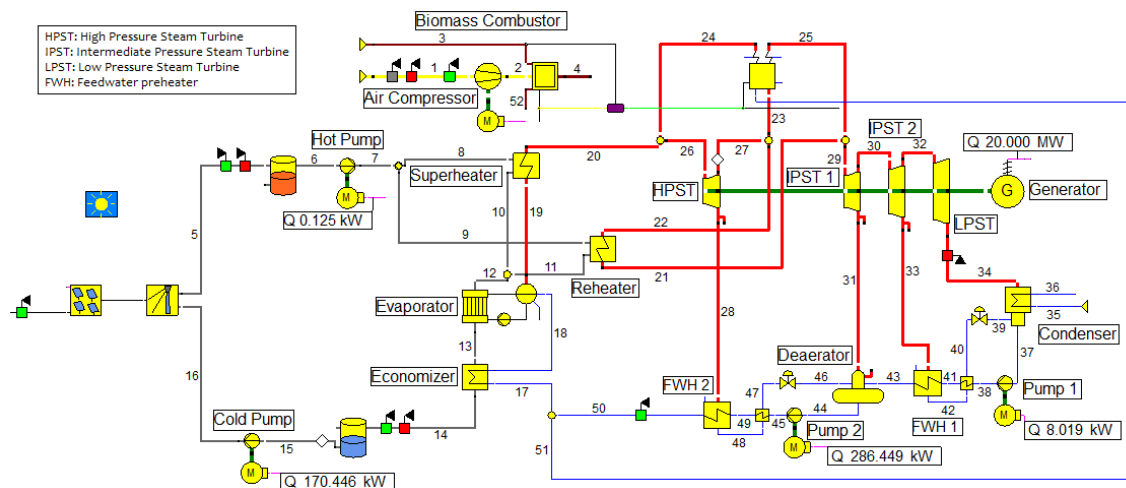 HPST: High Pressure Steam Turbine
IPST: Intermediate Pressure Steam Turbine
LPST: Low Pressure Steam Turbine
FWH: Feedwater preheater
Biomass Combustor
3
1
2
4
52
Air Compressor
M
24
25
23
Hot Pump
6
7
8
Superheater
20
26
27
M
Q 0.125 kW
5
10
19
9
22
21
11
12
Reheater
HPST
IPST 1
IPST 2
29
30
32
Q 20.000 MW
G
Generator
LPST
31
33
34
36
35
Condenser
Evaporator
18
13
Economizer
17
28
Deaerator
16
14
Cold Pump
15
M
Q 170.446 kW
50
51
FWH 2
47
46
49
45
48
44
Pump 2
M
Q 286.449 kW
43
41
42
FWH 1
40
39
38
37
Pump 1
M
Q 8.019 kW